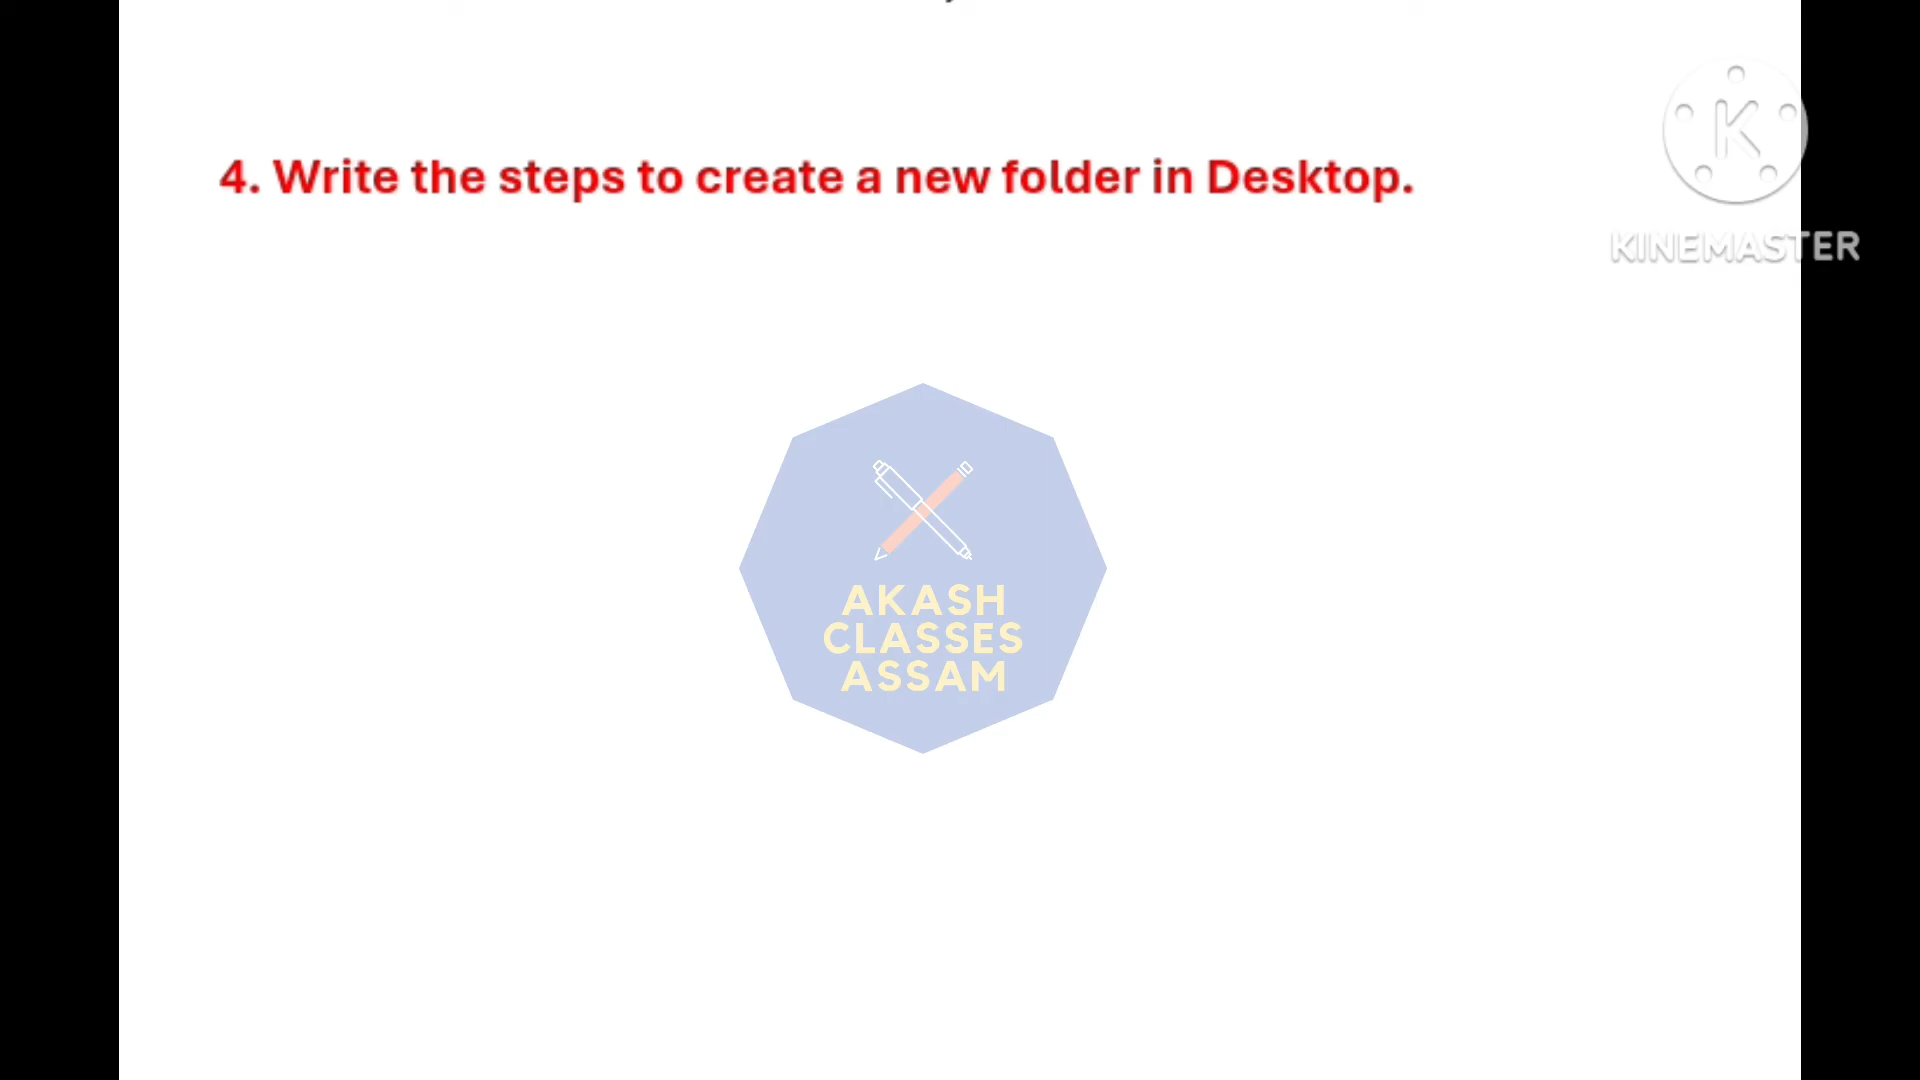 4. Write the steps to create a new folder in Desktop.
K
KINEMASTER
AKASH
CLASSES
ASSAM